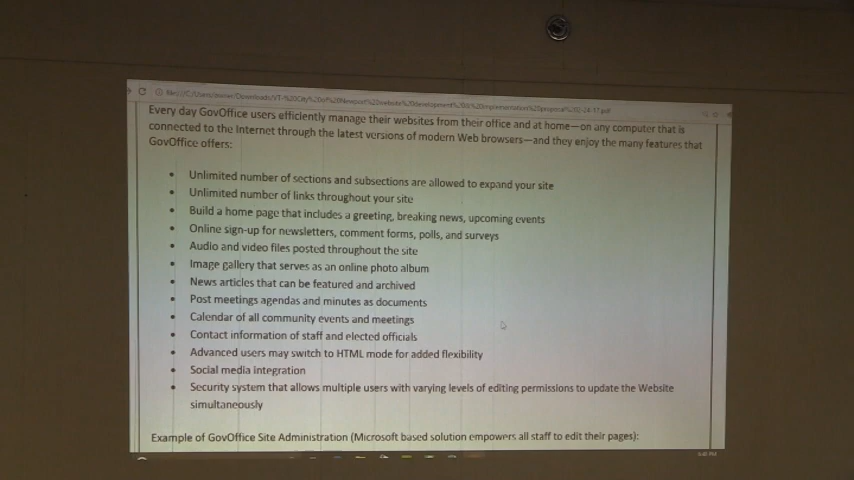 Every day GovOffice users efficiently manage their websites from their office and at home—on any computer that is
connected to the Internet through the latest versions of modern Web browsers—and they enjoy the many features that
GovOffice offers:
• Unlimited number of sections and subsections are allowed to expand your site
• Unlimited number of links throughout your site
• Build a home page that includes a greeting, breaking news, upcoming events
• Online sign-up for newsletters, comment forms, polls, and surveys
• Audio and video files posted throughout the site
• Image gallery that serves as an online photo album
• News articles that can be featured and archived
• Post meetings agendas and minutes as documents
• Calendar of all community events and meetings
• Contact information of staff and elected officials
• Advanced users may switch to HTML mode for added flexibility
• Social media integration
• Security system that allows multiple users with varying levels of editing permissions to update the Website
simultaneously
Example of GovOffice Site Administration (Microsoft based solution empowers all staff to edit their pages):